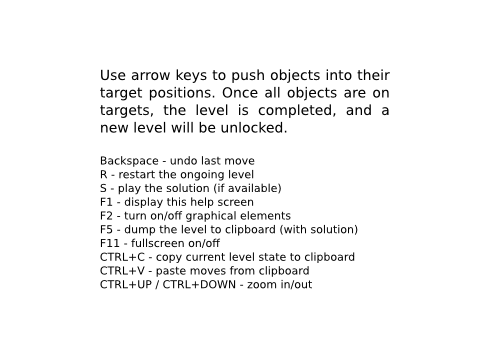 Use arrow keys to push objects into their
target positions. Once all objects are on
targets, the level is completed, and a
new level will be unlocked.
Backspace - undo last move
R - restart the ongoing level
S - play the solution (if available)
F1 - display this help screen
F2 - turn on/off graphical elements
F5 - dump the level to clipboard (with solution)
F11 - fullscreen on/off
CTRL+C - copy current level state to clipboard
CTRL+V - paste moves from clipboard
CTRL+UP / CTRL+DOWN - zoom in/out